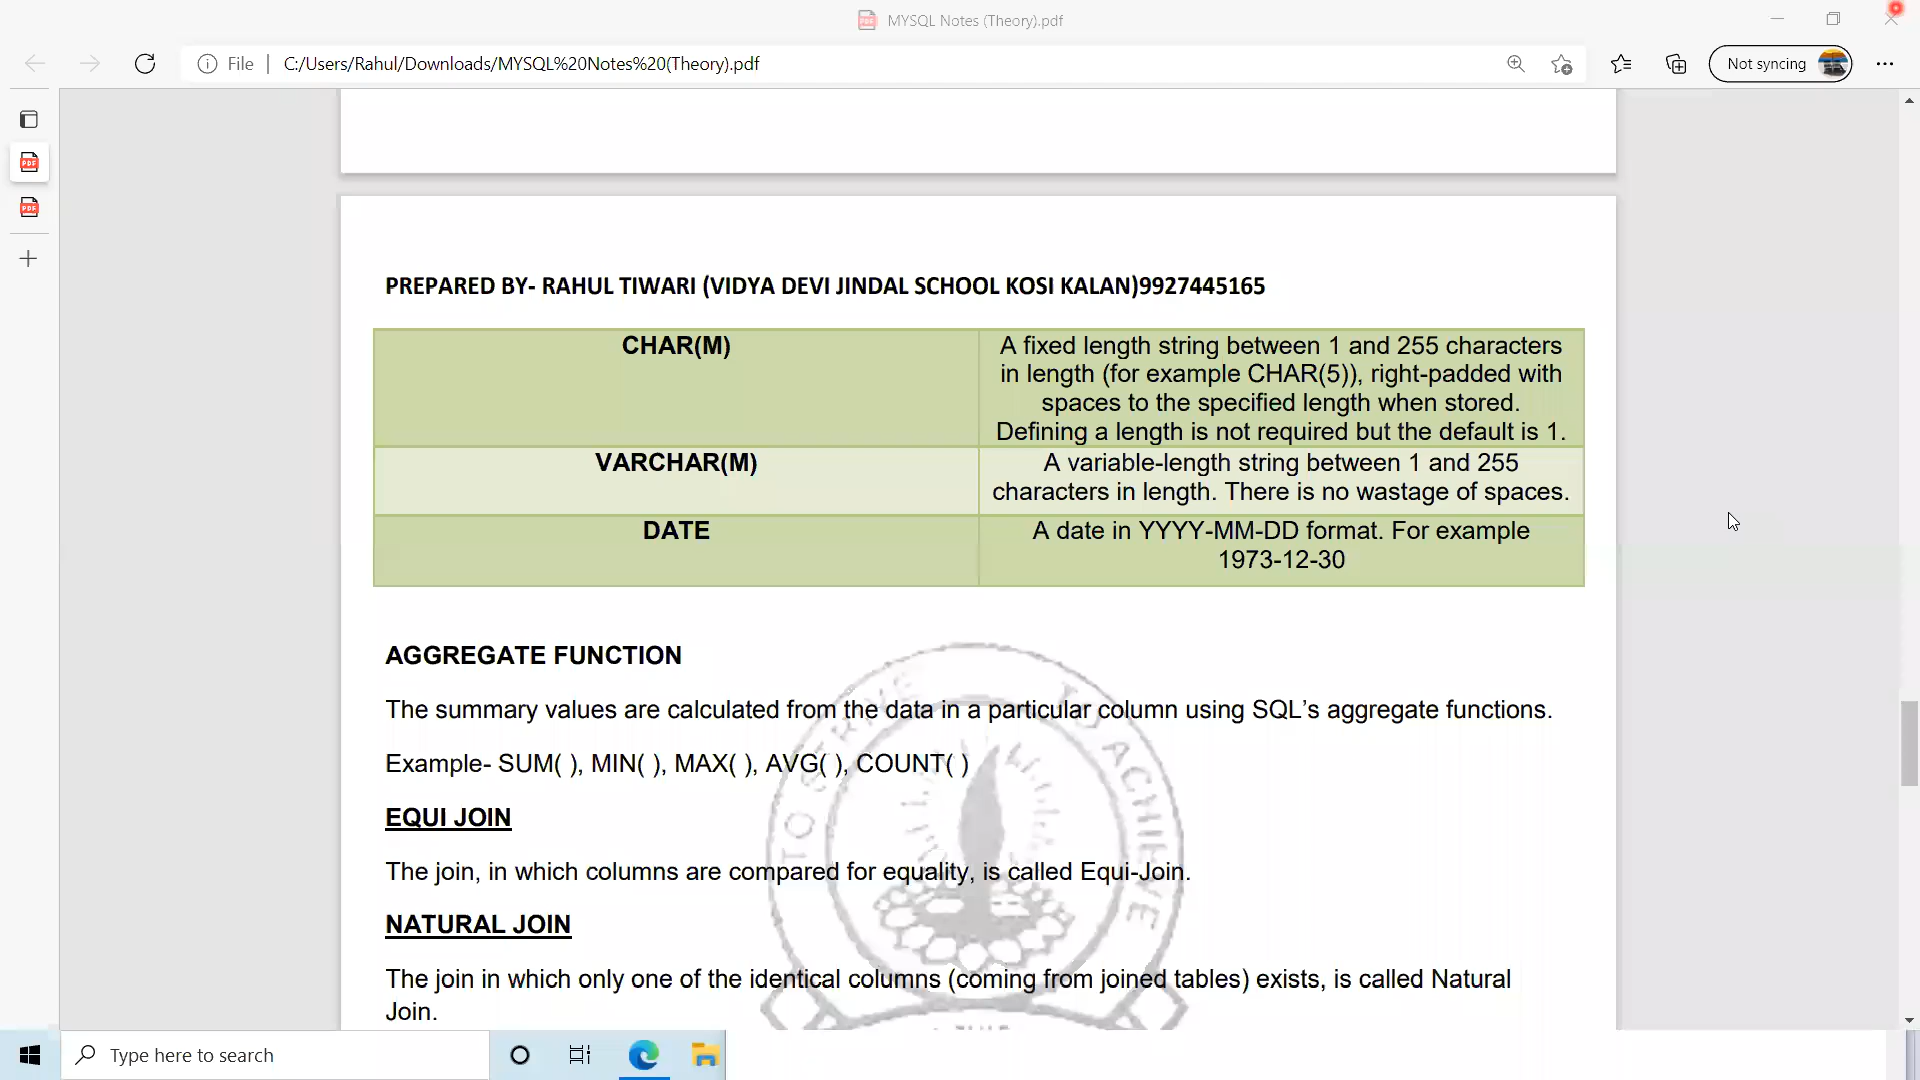 MYSQL Notes (Theory).pdf
File
C:/Users/Rahul/Downloads/MYSQL%20Notes%20(Theory).pdf
Not syncing
PREPARED BY- RAHUL TIWARI (VIDYA DEVI JINDAL SCHOOL KOSI KALAN)9927445165
CHAR(M)
A fixed length string between 1 and 255 characters
in length (for example CHAR(5)), right-padded with
spaces to the specified length when stored.
Defining a length is not required but the default is 1.
VARCHAR(M)
A variable-length string between 1 and 255
characters in length. There is no wastage of spaces.
DATE
A date in YYYY-MM-DD format. For example
1973-12-30
AGGREGATE FUNCTION
The summary values are calculated from the data in a particular column using SQL’s aggregate functions.
Example- SUM( ), MIN( ), MAX( ), AVG( ), COUNT( )
EQUI JOIN
The join, in which columns are compared for equality, is called Equi-Join.
NATURAL JOIN
The join in which only one of the identical columns (coming from joined tables) exists, is called Natural
Join.
TO STRIVE TO ACHIEVE
Type here to search